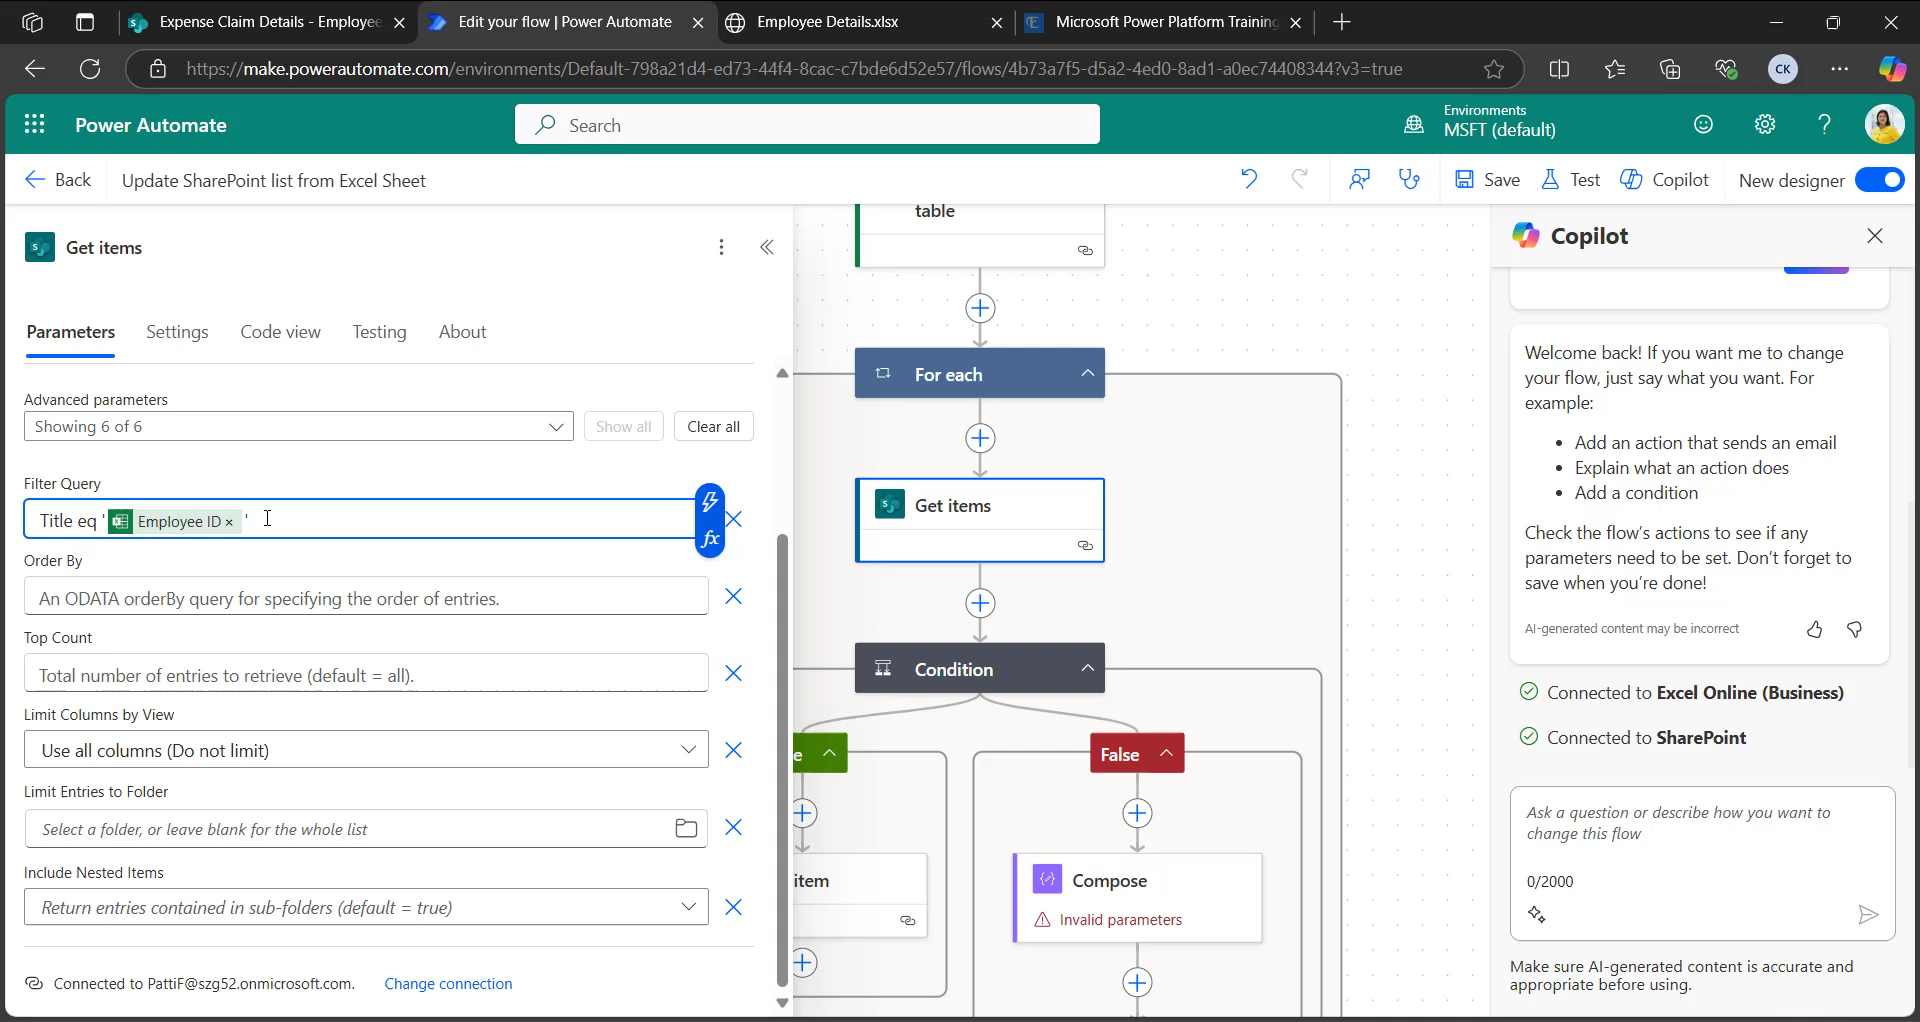 Expense Claim Details - Employee
Edit your flow | Power Automate
Employee Details.xlsx
Microsoft Power Platform Training
https://make.powerautomate.com/environments/Default-798a21d4-ed73-44f4-8cac-c7bde6d52e57/flows/4b73a7f5-d5a2-4ed0-8ad1-a0ec74408344?v3=true
CK
Power Automate
Search
Environments
MSFT (default)
Back
Update SharePoint list from Excel Sheet
Save
Test
Copilot
New designer
Get items
Parameters
Settings
Code view
Testing
About
Advanced parameters
Showing 6 of 6
Show all
Clear all
Filter Query
Title eq ' Employee ID × '
fx
Order By
An ODATA orderBy query for specifying the order of entries.
Top Count
Total number of entries to retrieve (default = all).
Limit Columns by View
Use all columns (Do not limit)
Limit Entries to Folder
Select a folder, or leave blank for the whole list
Include Nested Items
Return entries contained in sub-folders (default = true)
Connected to PattiF@szg52.onmicrosoft.com.
Change connection
table
For each
Get items
Condition
e
False
item
Compose
Invalid parameters
Copilot
Welcome back! If you want me to change
your flow, just say what you want. For
example:
• Add an action that sends an email
• Explain what an action does
• Add a condition
Check the flow's actions to see if any
parameters need to be set. Don't forget to
save when you're done!
AI-generated content may be incorrect
Connected to Excel Online (Business)
Connected to SharePoint
Ask a question or describe how you want to
change this flow
0/2000
Make sure AI-generated content is accurate and
appropriate before using.